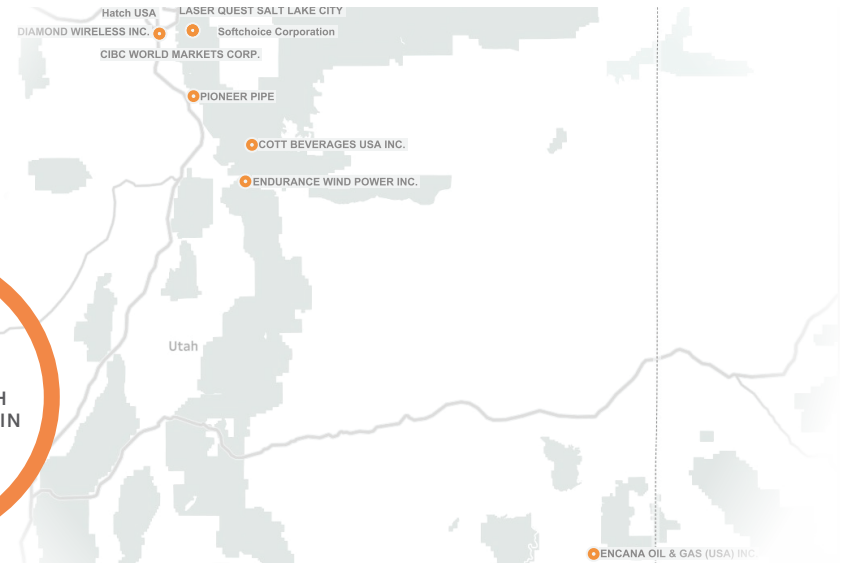 Hatch USA
LASER QUEST SALT LAKE CITY
DIAMOND WIRELESS INC.
Softchoice Corporation
CIBC WORLD MARKETS CORP.
PIONEER PIPE
COTT BEVERAGES USA INC.
ENDURANCE WIND POWER INC.
Utah
H
IN
ENCANA OIL & GAS (USA) INC.